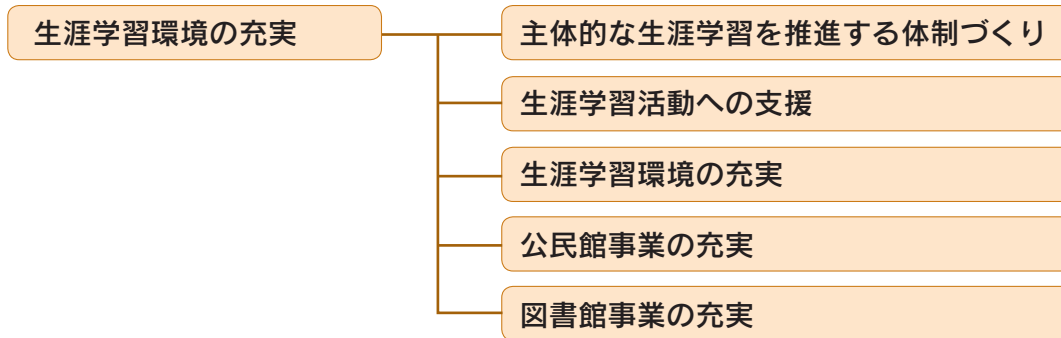 生涯学習環境の充実
主体的な生涯学習を推進する体制づくり
生涯学習活動への支援
生涯学習環境の充実
公民館事業の充実
図書館事業の充実